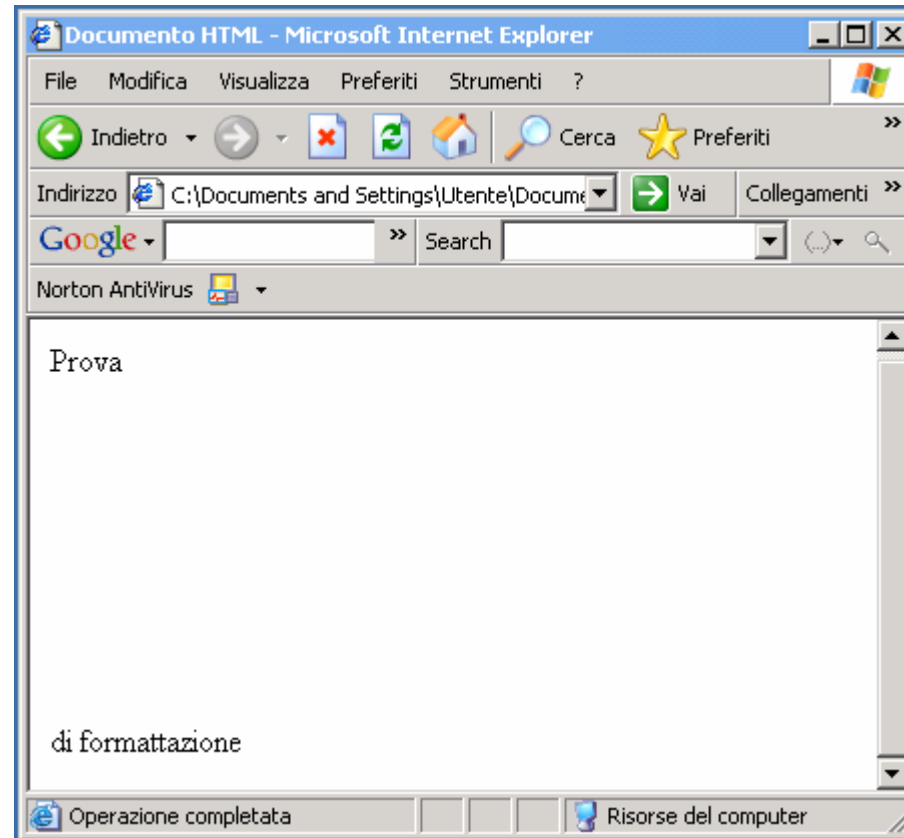 Documento HTML - Microsoft Internet Explorer
File Modifica Visualizza Preferiti Strumenti ?
Indietro Cerca Preferiti »
Indirizzo C:\Documents and Settings\Utente\Docume Vai Collegamenti »
Google » Search (...)
Norton AntiVirus
Prova
di formattazione
Operazione completata Risorse del computer